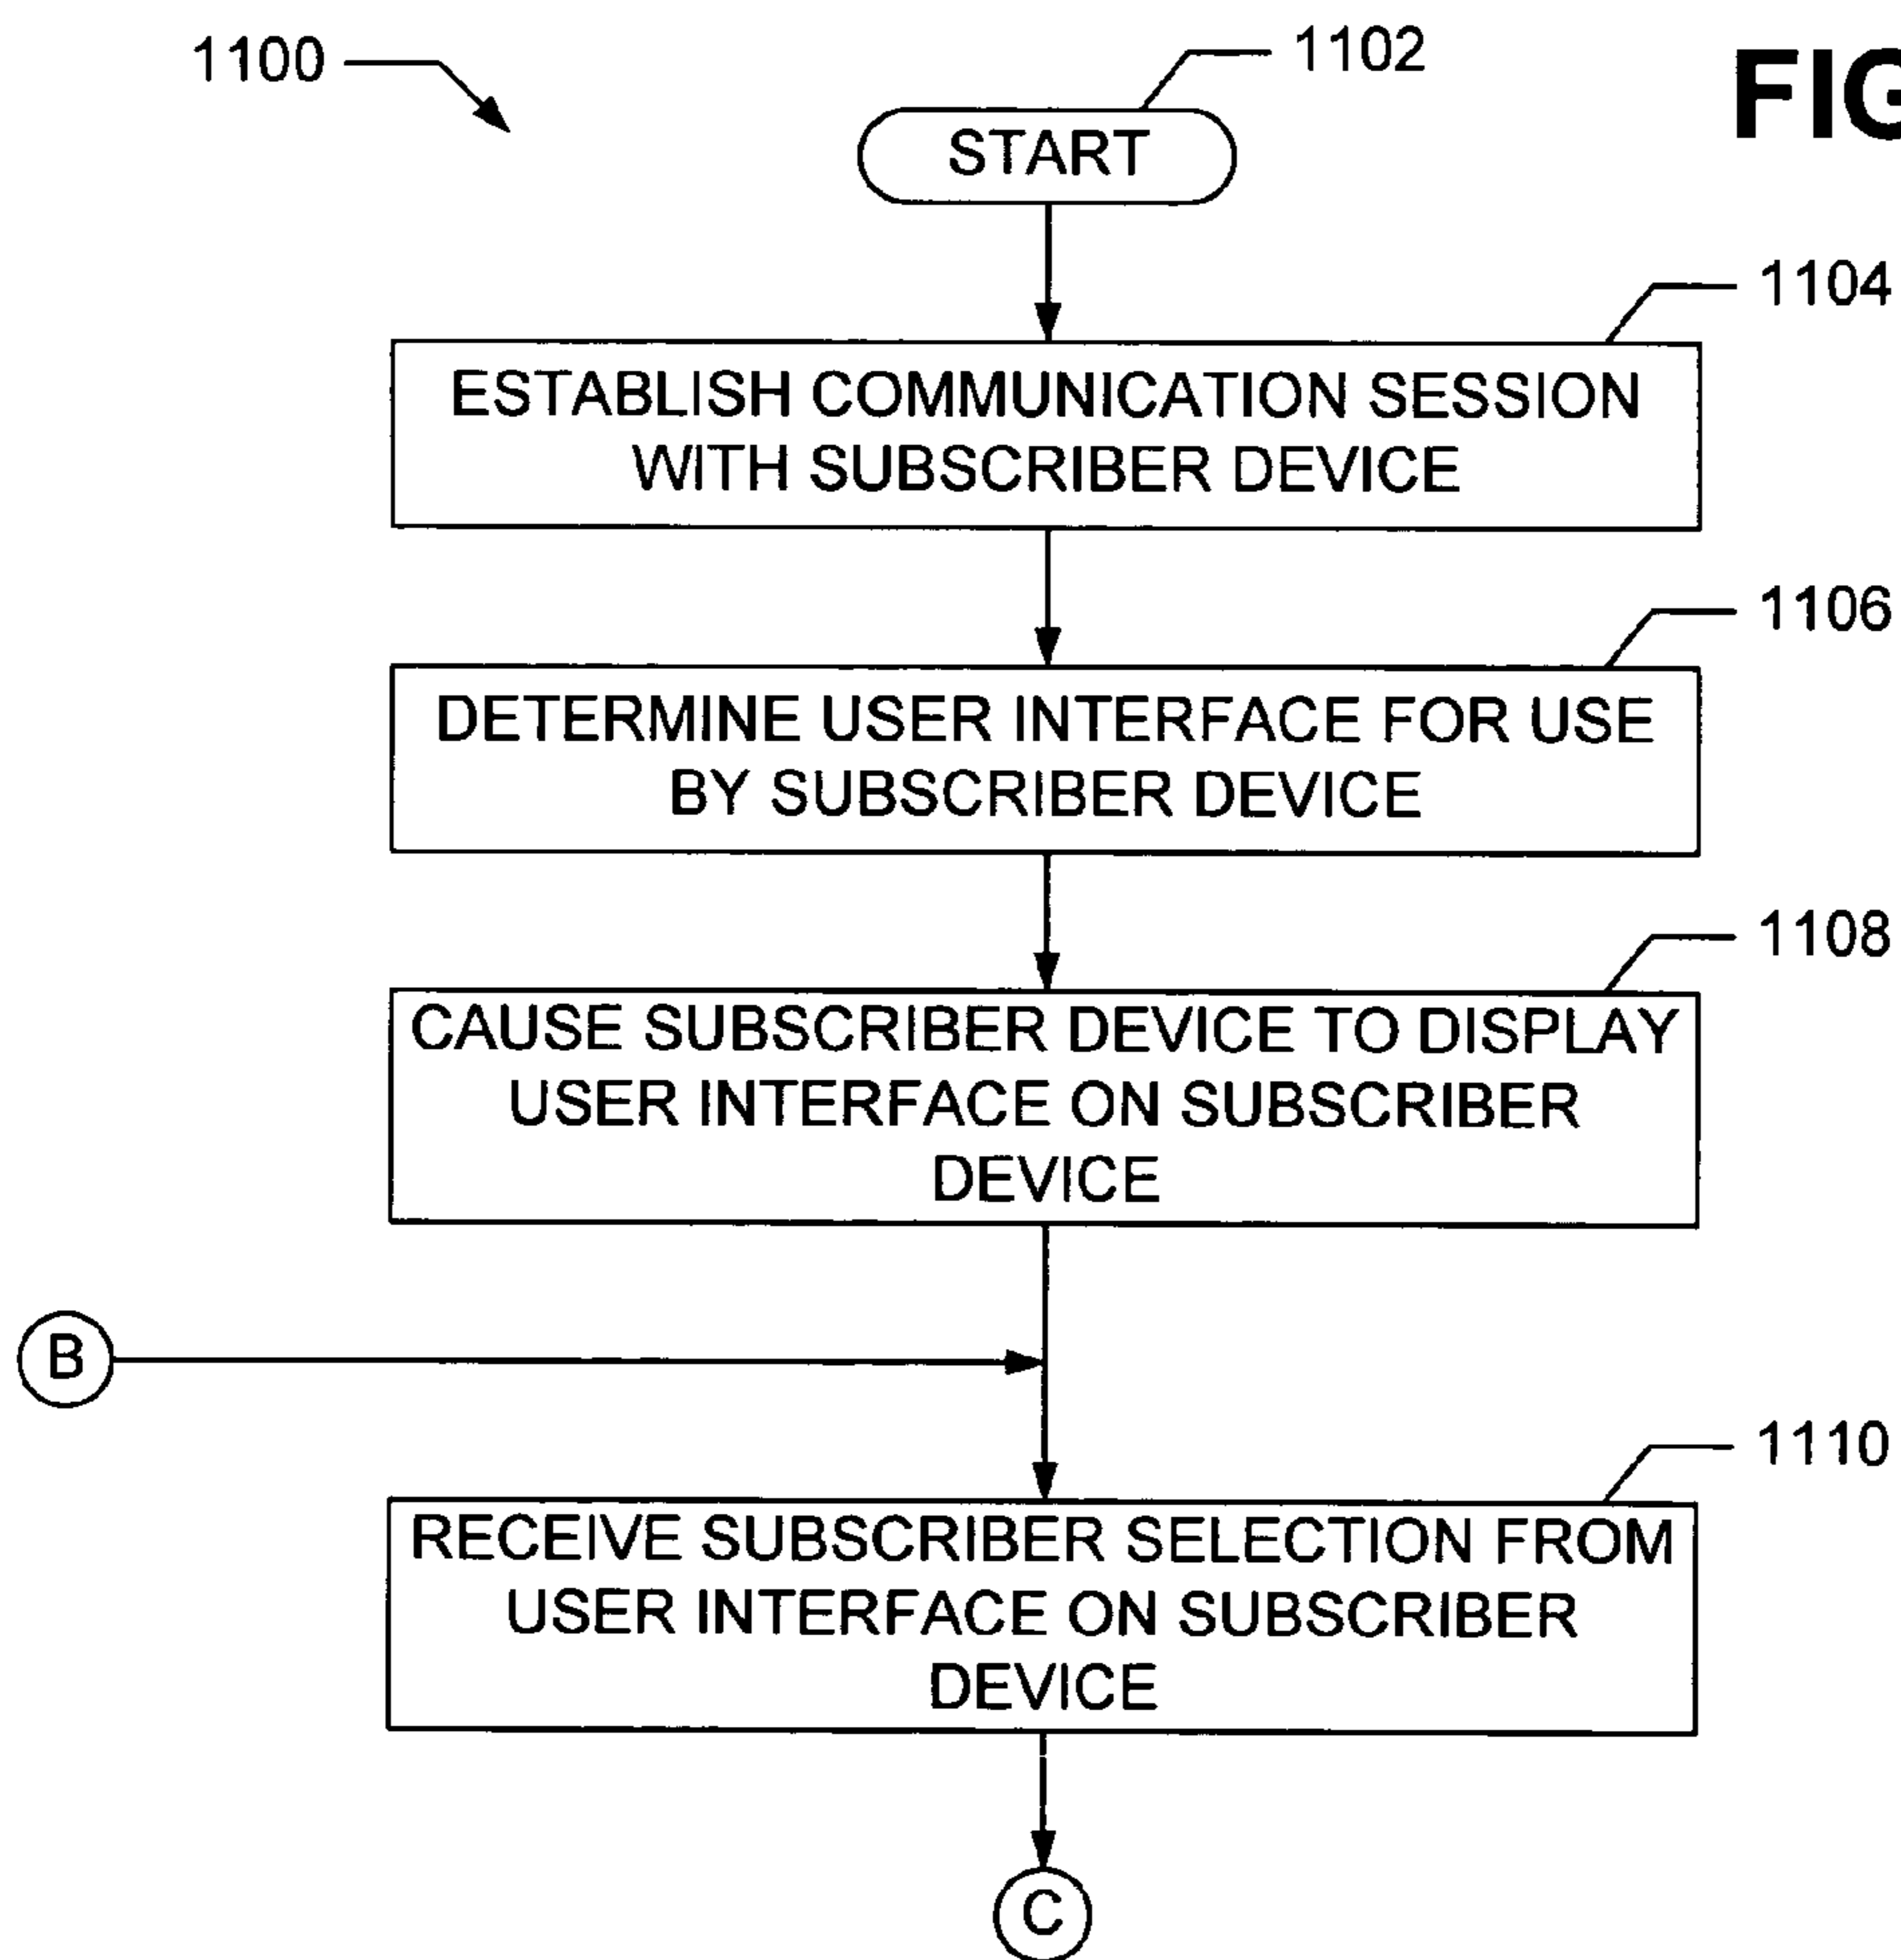 1100
1102
FIG
START
1104
ESTABLISH COMMUNICATION SESSION
WITH SUBSCRIBER DEVICE
1106
DETERMINE USER INTERFACE FOR USE
BY SUBSCRIBER DEVICE
1108
CAUSE SUBSCRIBER DEVICE TO DISPLAY
USER INTERFACE ON SUBSCRIBER
DEVICE
B
1110
RECEIVE SUBSCRIBER SELECTION FROM
USER INTERFACE ON SUBSCRIBER
DEVICE
C